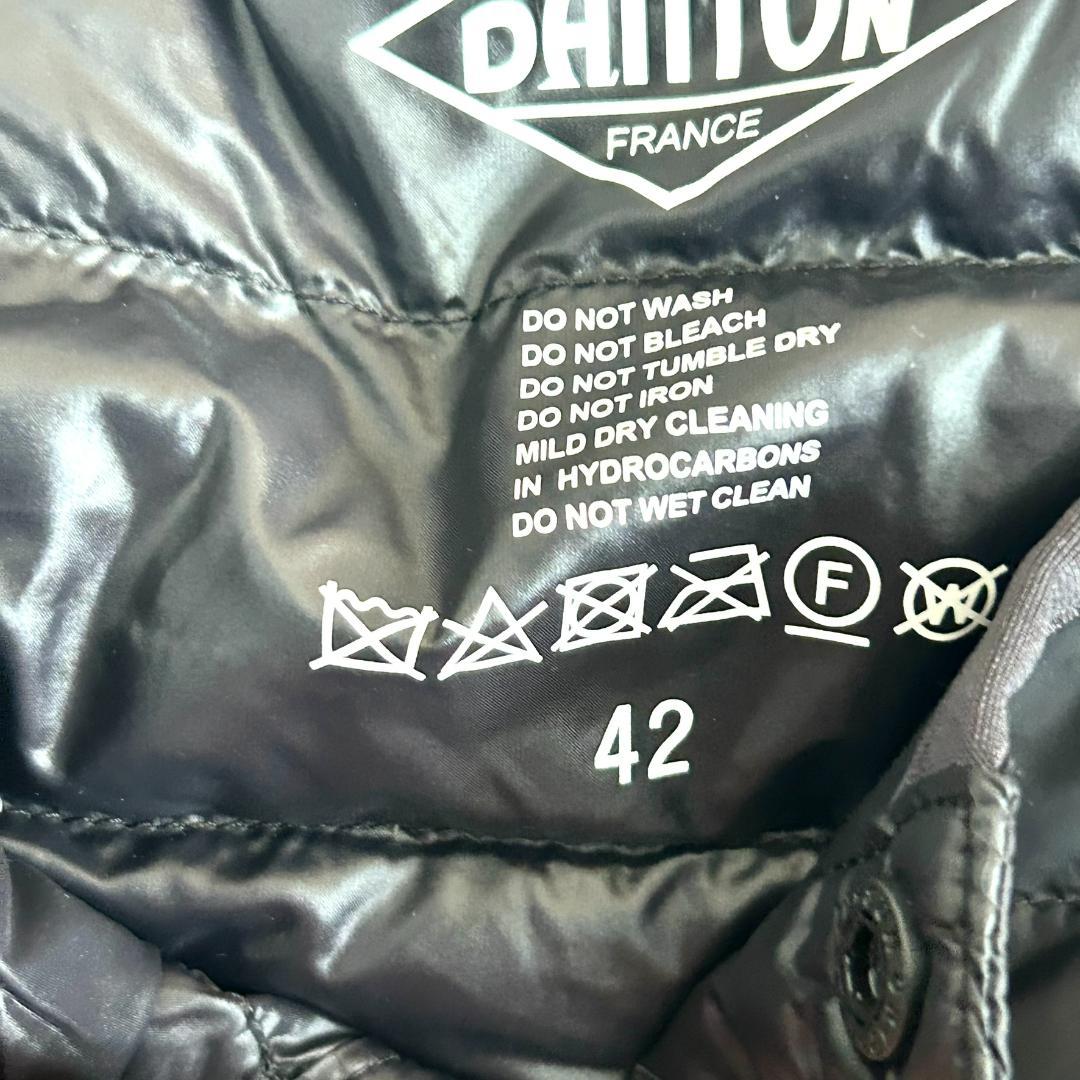 DANTON
FRANCE
DO NOT WASH
DO NOT BLEACH
DO NOT TUMBLE DRY
DO NOT IRON
MILD DRY CLEANING
IN HYDROCARBONS
DO NOT WET CLEAN
F W
42